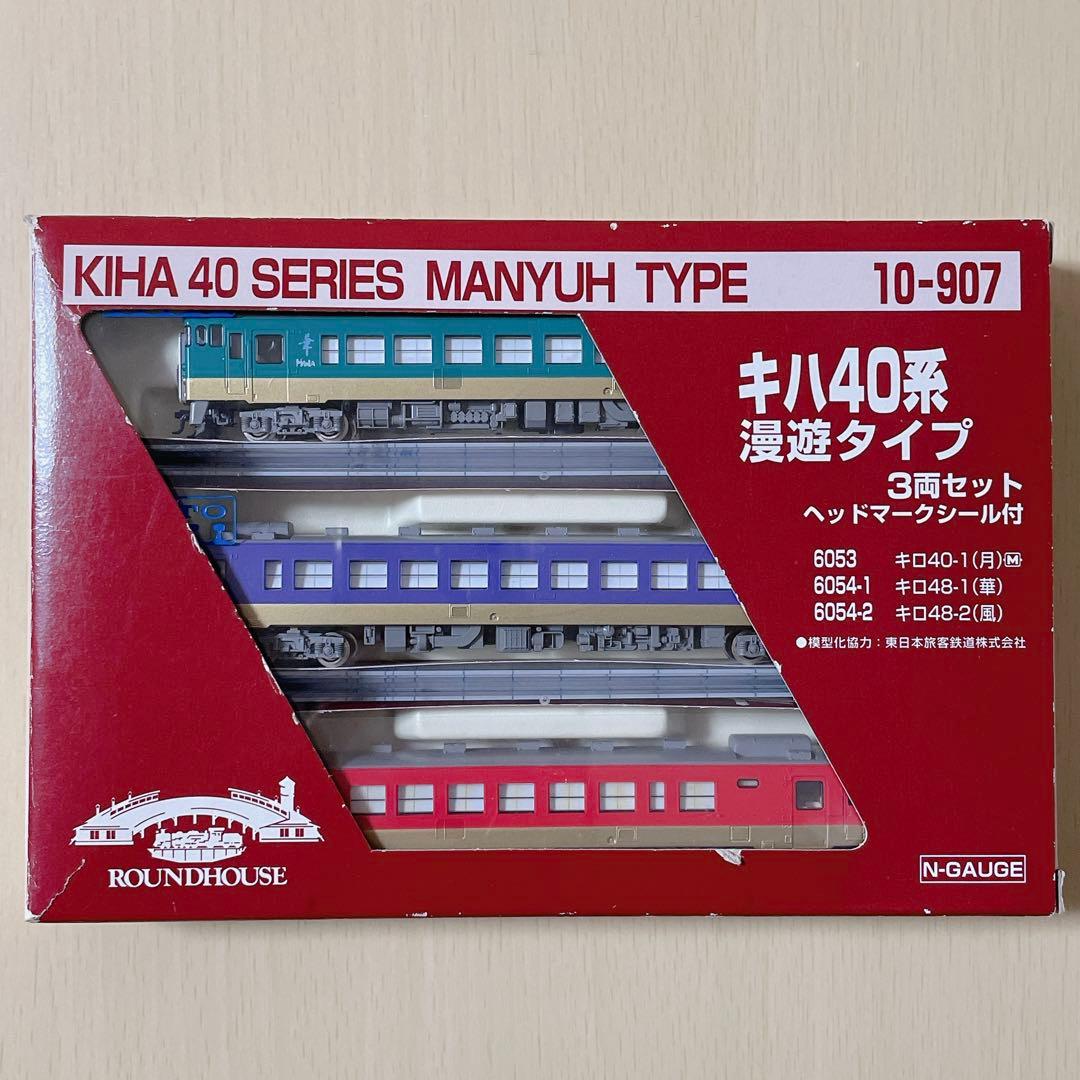 KIHA 40 SERIES MANYUH TYPE 10-907
華
HANA
キハ40系
漫遊タイプ
3両セット
ヘッドマークシール付
6053 キロ40-1(月)M
6054-1 キロ48-1(華)
6054-2 キロ48-2(風)
●模型化協力：東日本旅客鉄道株式会社
ROUNDHOUSE
N-GAUGE